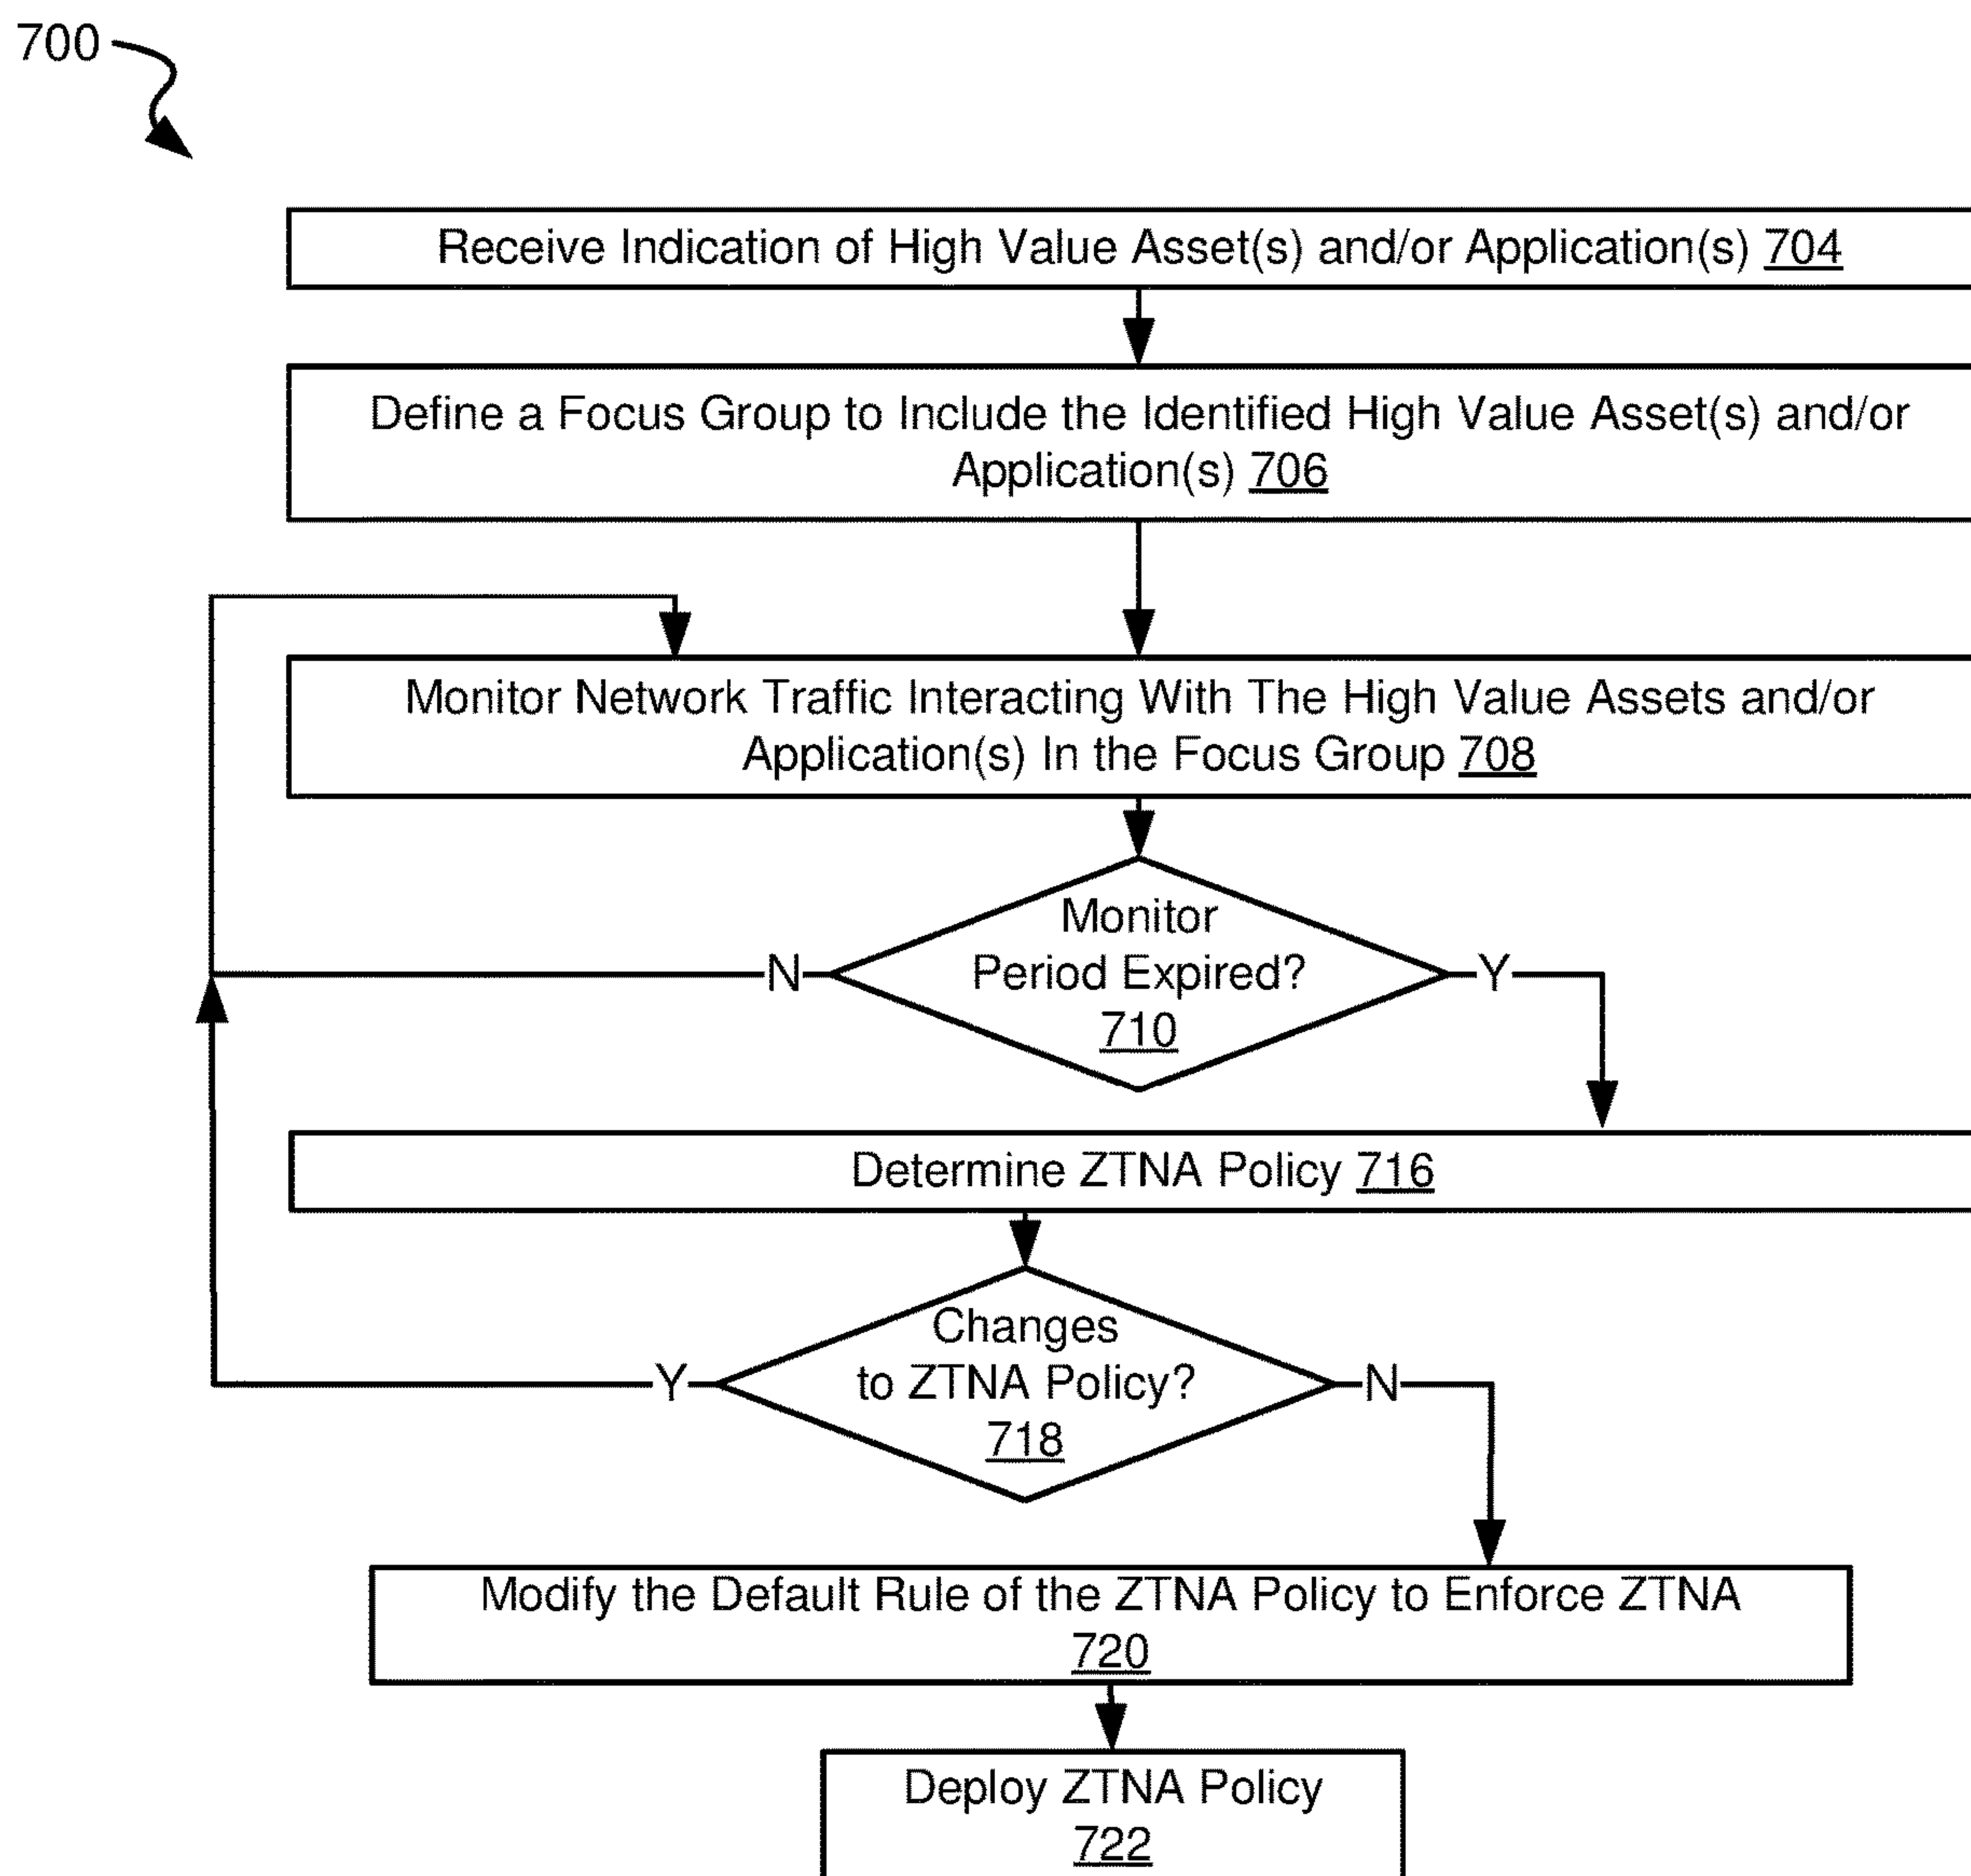 700
Receive Indication of High Value Asset(s) and/or Application(s) 704
Define a Focus Group to Include the Identified High Value Asset(s) and/or
Application(s) 706
Monitor Network Traffic Interacting With The High Value Assets and/or
Application(s) In the Focus Group 708
Monitor
Period Expired?
710
N
Y
Determine ZTNA Policy 716
Changes
to ZTNA Policy?
718
Y
N
Modify the Default Rule of the ZTNA Policy to Enforce ZTNA
720
Deploy ZTNA Policy
722